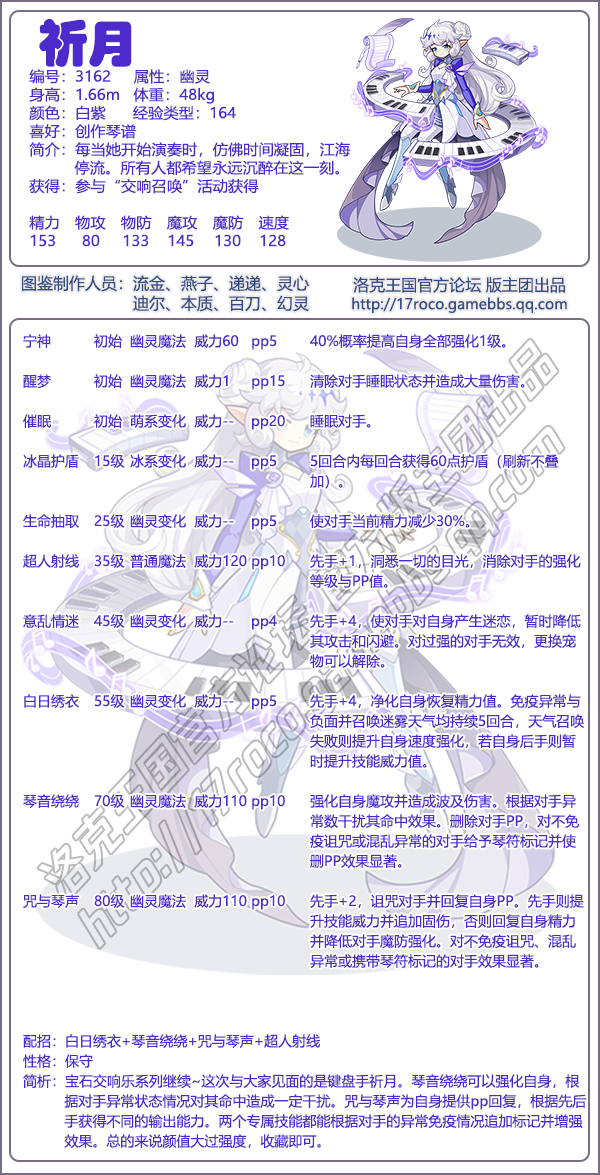 祈月
编号：3162 属性：幽灵
身高：1.66m 体重：48kg
颜色：白紫 经验类型：164
喜好：创作琴谱
简介：每当她开始演奏时，仿佛时间凝固，江海
停流。所有人都希望永远沉醉在这一刻。
获得：参与“交响召唤”活动获得
精力 物攻 物防 魔攻 魔防 速度
153 80 133 145 130 128
图鉴制作人员：流金、燕子、递递、灵心
迪尔、本质、百刀、幻灵
洛克王国官方论坛 版主团出品
http://17roco.gamebbs.qq.com
宁神 初始 幽灵魔法 威力60 pp5 40%概率提高自身全部强化1级。
醒梦 初始 幽灵魔法 威力1 pp15 清除对手睡眠状态并造成大量伤害。
催眠 初始 萌系变化 威力-- pp20 睡眠对手。
冰晶护盾 15级 冰系变化 威力-- pp5 5回合内每回合获得60点护盾（刷新不叠
加）。
生命抽取 25级 幽灵变化 威力-- pp5 使对手当前精力减少30%。
超人射线 35级 普通魔法 威力120 pp10 先手+1，洞悉一切的目光，消除对手的强化
等级与PP值。
意乱情迷 45级 幽灵变化 威力-- pp4 先手+4，使对手对自身产生迷恋，暂时降低
其攻击和闪避。对过强的对手无效，更换宠
物可以解除。
白日绣衣 55级 幽灵变化 威力-- pp5 先手+4，净化自身恢复精力值。免疫异常与
负面并召唤迷雾天气均持续5回合，天气召唤
失败则提升自身速度强化，若自身后手则暂
时提升技能威力值。
琴音绕绕 70级 幽灵魔法 威力110 pp10 强化自身魔攻并造成波及伤害。根据对手异
常数干扰其命中效果。删除对手PP，对不免
疫诅咒或混乱异常的对手给予琴符标记并使
删PP效果显著。
咒与琴声 80级 幽灵魔法 威力110 pp10 先手+2，诅咒对手并回复自身PP。先手则提
升技能威力并追加固伤，否则回复自身精力
并降低对手魔防强化。对不免疫诅咒、混乱
异常或携带琴符标记的对手效果显著。
洛克王国官方论坛 版主团出品
http://17roco.gamebbs.qq.com
配招：白日绣衣+琴音绕绕+咒与琴声+超人射线
性格：保守
简析：宝石交响乐系列继续~这次与大家见面的是键盘手祈月。琴音绕绕可以强化自身，根
据对手异常状态情况对其命中造成一定干扰。咒与琴声为自身提供pp回复，根据先后
手获得不同的输出能力。两个专属技能都能根据对手的异常免疫情况追加标记并增强
效果。总的来说颜值大过强度，收藏即可。